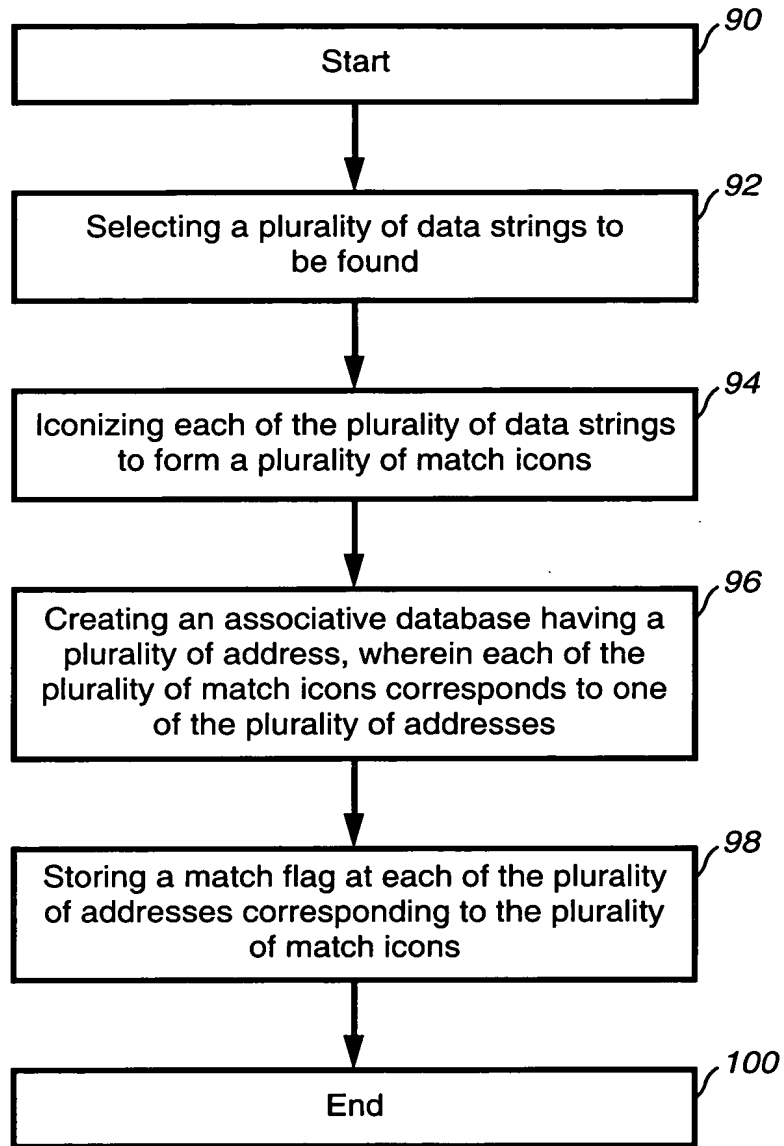 90
Start
92
Selecting a plurality of data strings to
be found
94
Iconizing each of the plurality of data strings
to form a plurality of match icons
96
Creating an associative database having a
plurality of address, wherein each of the
plurality of match icons corresponds to one
of the plurality of addresses
98
Storing a match flag at each of the plurality
of addresses corresponding to the plurality
of match icons
100
End